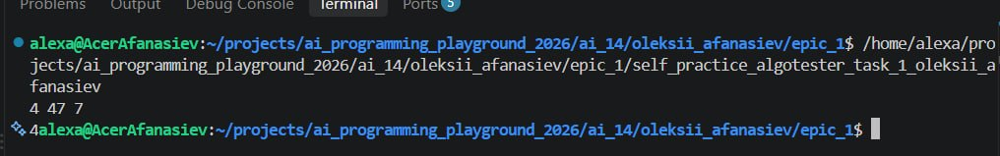 Problems Output Debug Console Terminal Ports 5
alexa@AcerAfanasiev:~/projects/ai_programming_playground_2026/ai_14/oleksii_afanasiev/epic_1$ /home/alexa/pro
jects/ai_programming_playground_2026/ai_14/oleksii_afanasiev/epic_1/self_practice_algotester_task_1_oleksii_a
fanasiev
4 47 7
4alexa@AcerAfanasiev:~/projects/ai_programming_playground_2026/ai_14/oleksii_afanasiev/epic_1$